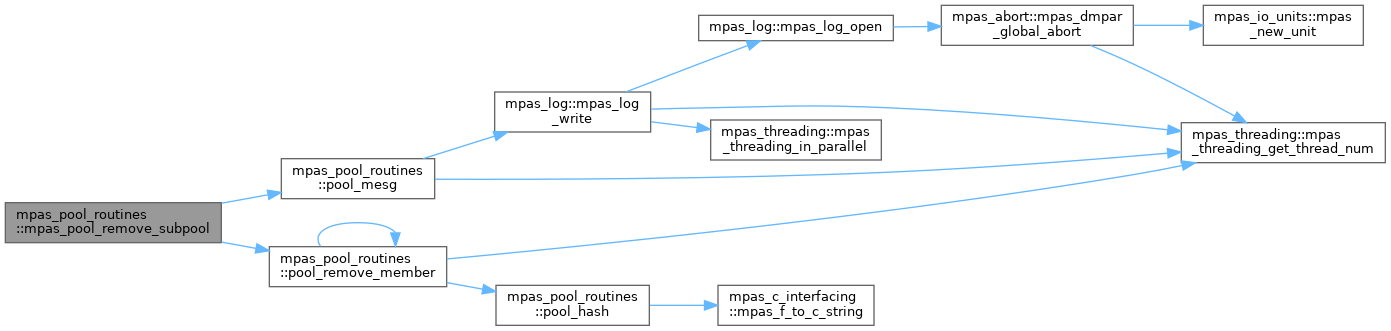 mpas_pool_routines
::mpas_pool_remove_subpool
mpas_pool_routines
::pool_mesg
mpas_pool_routines
::pool_remove_member
mpas_log::mpas_log
_write
mpas_pool_routines
::pool_hash
mpas_log::mpas_log_open
mpas_threading::mpas
_threading_in_parallel
mpas_c_interfacing
::mpas_f_to_c_string
mpas_abort::mpas_dmpar
_global_abort
mpas_io_units::mpas
_new_unit
mpas_threading::mpas
_threading_get_thread_num